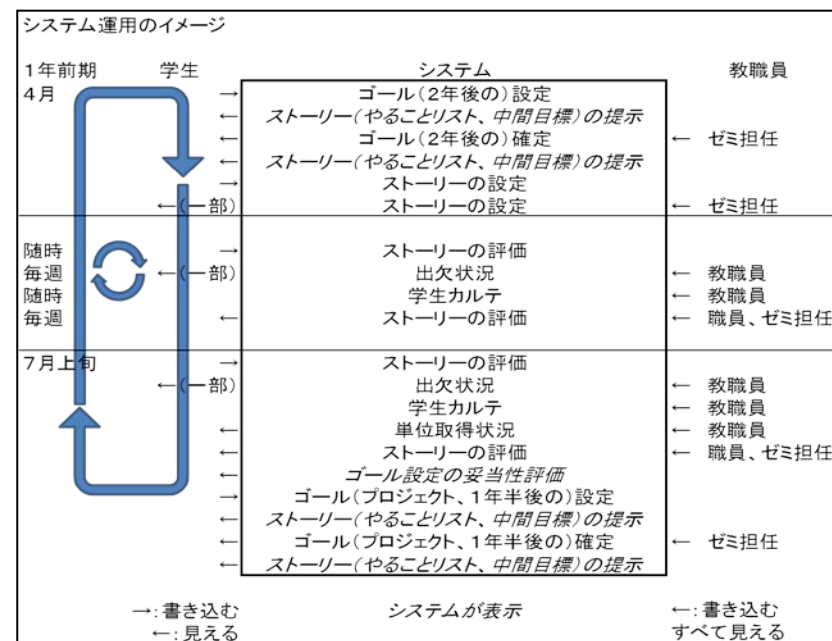 システム運用のイメージ
1年前期 学生 システム 教職員
4月 → ゴール(2年後の)設定
← ストーリー(やることリスト、中間目標)の提示
← ゴール(2年後の)確定 ← ゼミ担任
← ストーリー(やることリスト、中間目標)の提示
→ ストーリーの設定
←(一部) ストーリーの設定 ← ゼミ担任
随時 → ストーリーの評価
毎週 ←(一部) 出欠状況 ← 教職員
随時 学生カルテ ← 教職員
毎週 ← ストーリーの評価 ← 職員、ゼミ担任
7月上旬 → ストーリーの評価
←(一部) 出欠状況 ← 教職員
学生カルテ ← 教職員
← 単位取得状況 ← 教職員
← ストーリーの評価 ← 職員、ゼミ担任
← ゴール設定の妥当性評価
→ ゴール(プロジェクト、1年半後の)設定
← ストーリー(やることリスト、中間目標)の提示
← ゴール(プロジェクト、1年半後の)確定 ← ゼミ担任
← ストーリー(やることリスト、中間目標)の提示
→:書き込む システムが表示 ←:書き込む
←:見える すべて見える